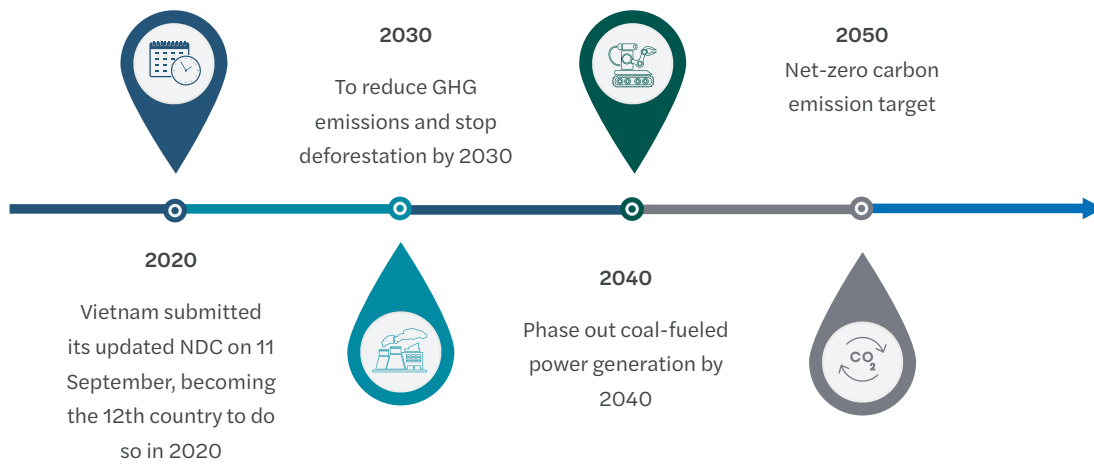 2020
Vietnam submitted
its updated NDC on 11
September, becoming
the 12th country to do
so in 2020
2030
To reduce GHG
emissions and stop
deforestation by 2030
2040
Phase out coal-fueled
power generation by
2040
2050
Net-zero carbon
emission target
CO2